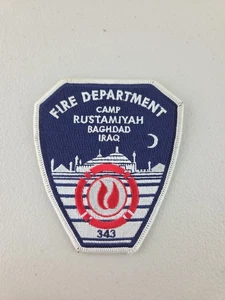 FIRE DEPARTMENT
CAMP
RUSTAMIYAH
BAGHDAD
IRAQ
343